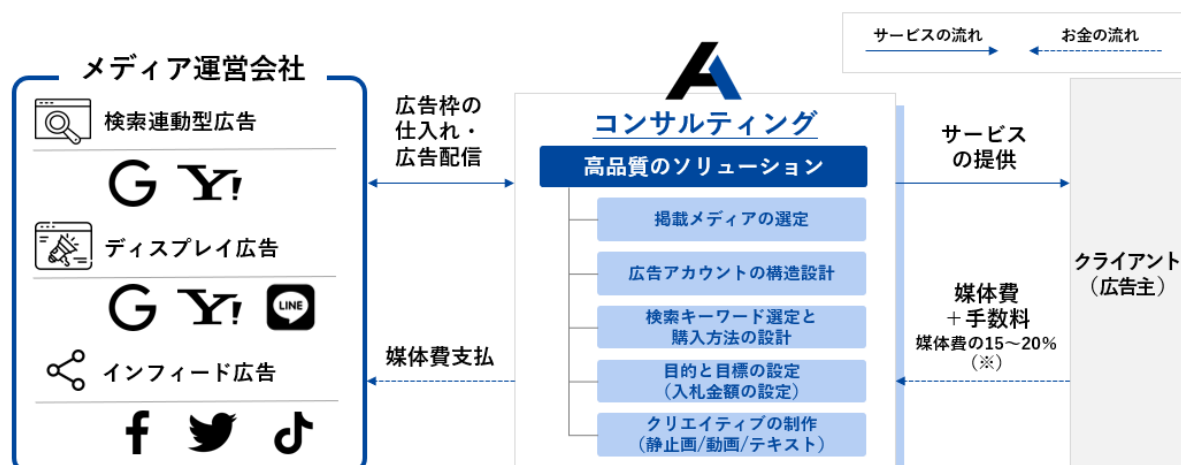 サービスの流れ
お金の流れ
メディア運営会社
検索連動型広告
G Y!
ディスプレイ広告
G Y! LINE
インフィード広告
f
広告枠の
仕入れ・
広告配信
媒体費支払
A
コンサルティング
高品質のソリューション
掲載メディアの選定
広告アカウントの構造設計
検索キーワード選定と
購入方法の設計
目的と目標の設定
(入札金額の設定)
クリエイティブの制作
(静止画/動画/テキスト)
サービス
の提供
媒体費
＋手数料
媒体費の15～20%
(※)
クライアント
(広告主)